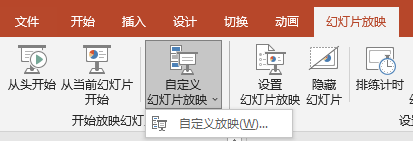 文件 开始 插入 设计 切换 动画 幻灯片放映
从头开始 从当前幻灯片
开始
自定义
幻灯片放映
设置
幻灯片放映
隐藏
幻灯片
排练计时
开始放映幻灯
自定义放映(W)...